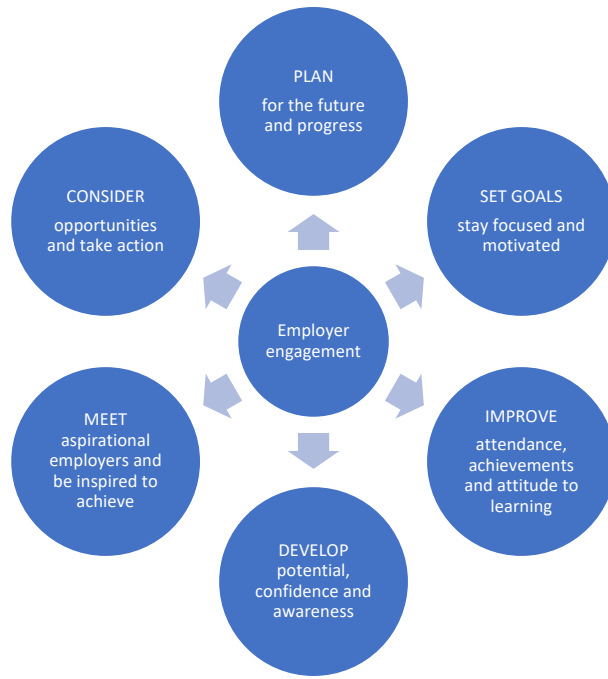 PLAN
for the future
and progress
SET GOALS
stay focused and
motivated
IMPROVE
attendance,
achievements
and attitude to
learning
DEVELOP
potential,
confidence and
awareness
MEET
aspirational
employers and
be inspired to
achieve
CONSIDER
opportunities
and take action
Employer
engagement